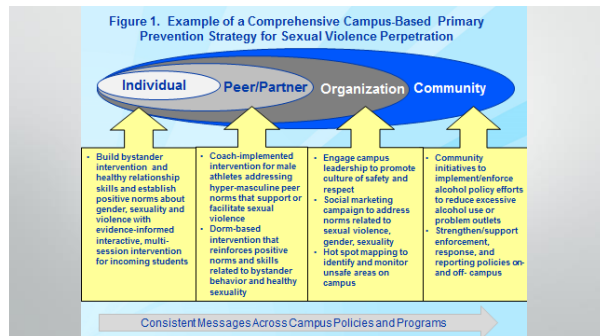 Figure 1. Example of a Comprehensive Campus-Based Primary
Prevention Strategy for Sexual Violence Perpetration
Individual
Peer/Partner
Organization
Community
• Build bystander
intervention and
healthy relationship
skills and establish
positive norms about
gender, sexuality and
violence with
evidence-informed
interactive, multi-
session intervention
for incoming students
• Coach-implemented
intervention for male
athletes addressing
hyper-masculine peer
norms that support or
facilitate sexual
violence
• Dorm-based
intervention that
reinforces positive
norms and skills
related to bystander
behavior and healthy
sexuality
• Engage campus
leadership to promote
culture of safety and
respect
• Social marketing
campaign to address
norms related to
sexual violence,
gender, sexuality
• Hot spot mapping to
identify and monitor
unsafe areas on
campus
• Community
initiatives to
implement/enforce
alcohol policy efforts
to reduce excessive
alcohol use or
problem outlets
• Strengthen/support
enforcement,
response, and
reporting policies on-
and off- campus
Consistent Messages Across Campus Policies and Programs